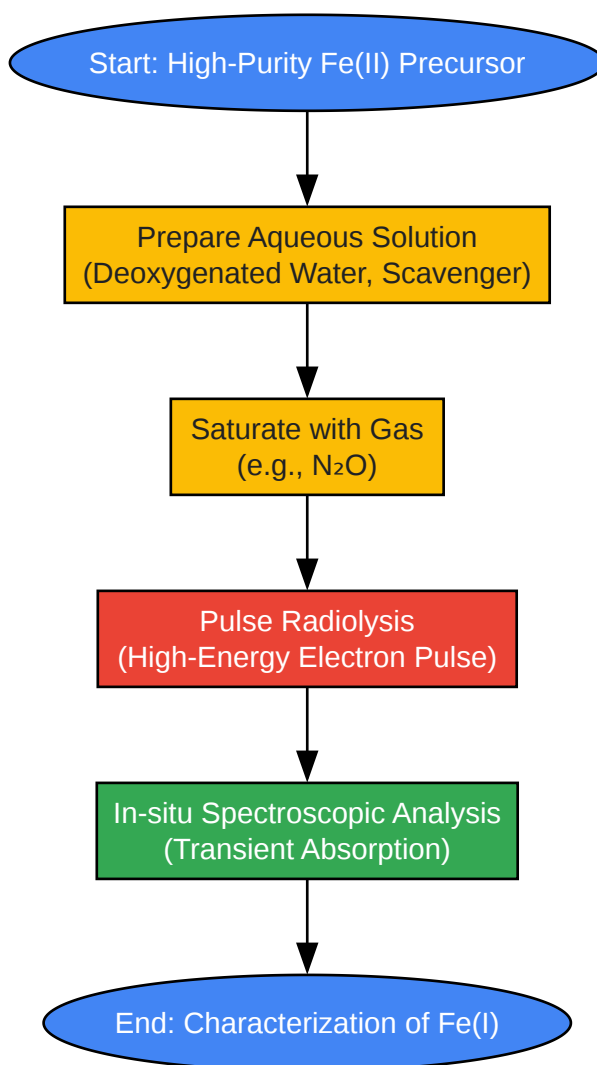 Start: High-Purity Fe(II) Precursor
Prepare Aqueous Solution
(Deoxygenated Water, Scavenger)
Saturate with Gas
(e.g., N₂O)
Pulse Radiolysis
(High-Energy Electron Pulse)
In-situ Spectroscopic Analysis
(Transient Absorption)
End: Characterization of Fe(I)